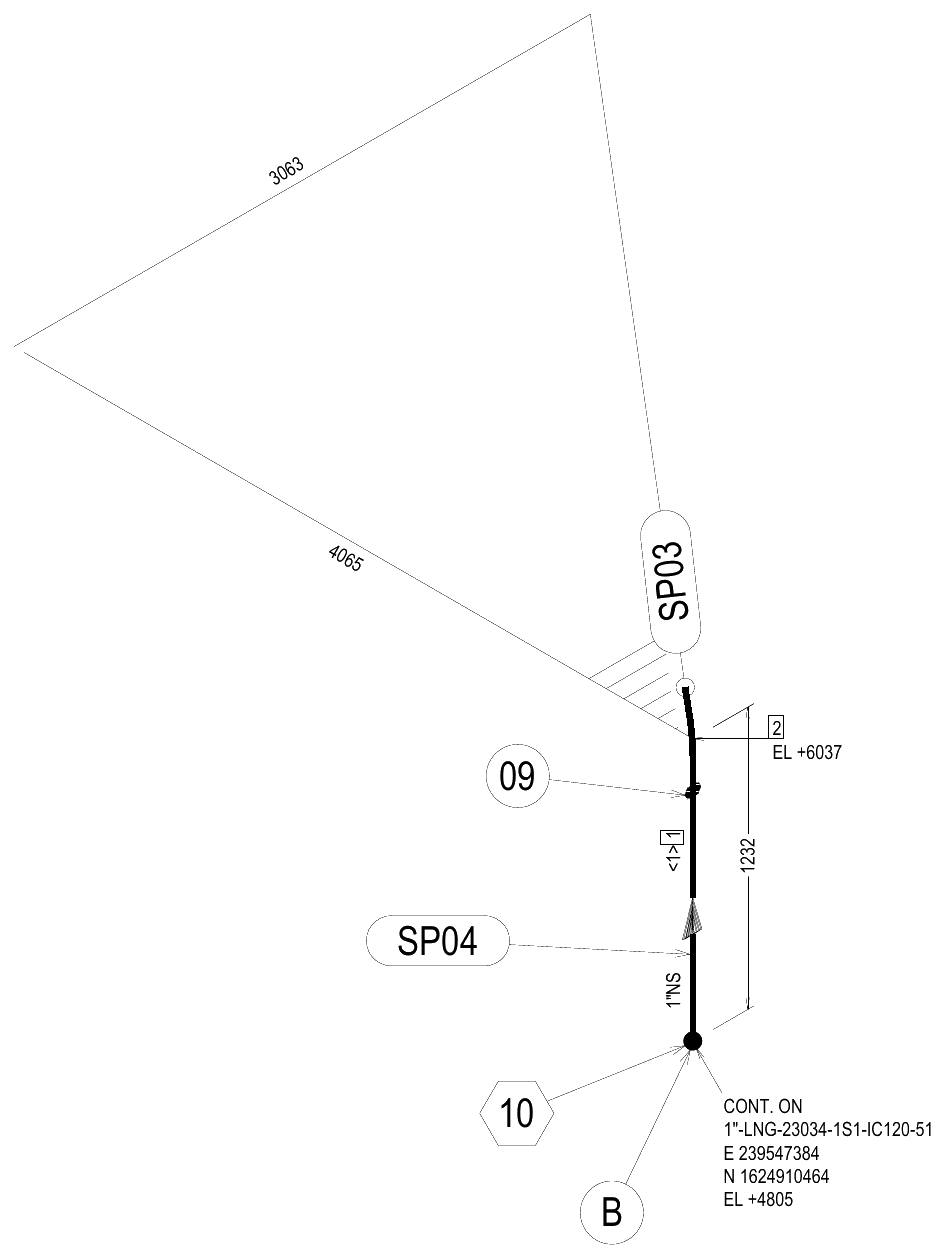 3063
4065
SP03
2
EL +6037
09
<1> 1
1232
SP04
1"NS
10
CONT. ON
1"-LNG-23034-1S1-IC120-51
E 239547384
N 1624910464
EL +4805
B